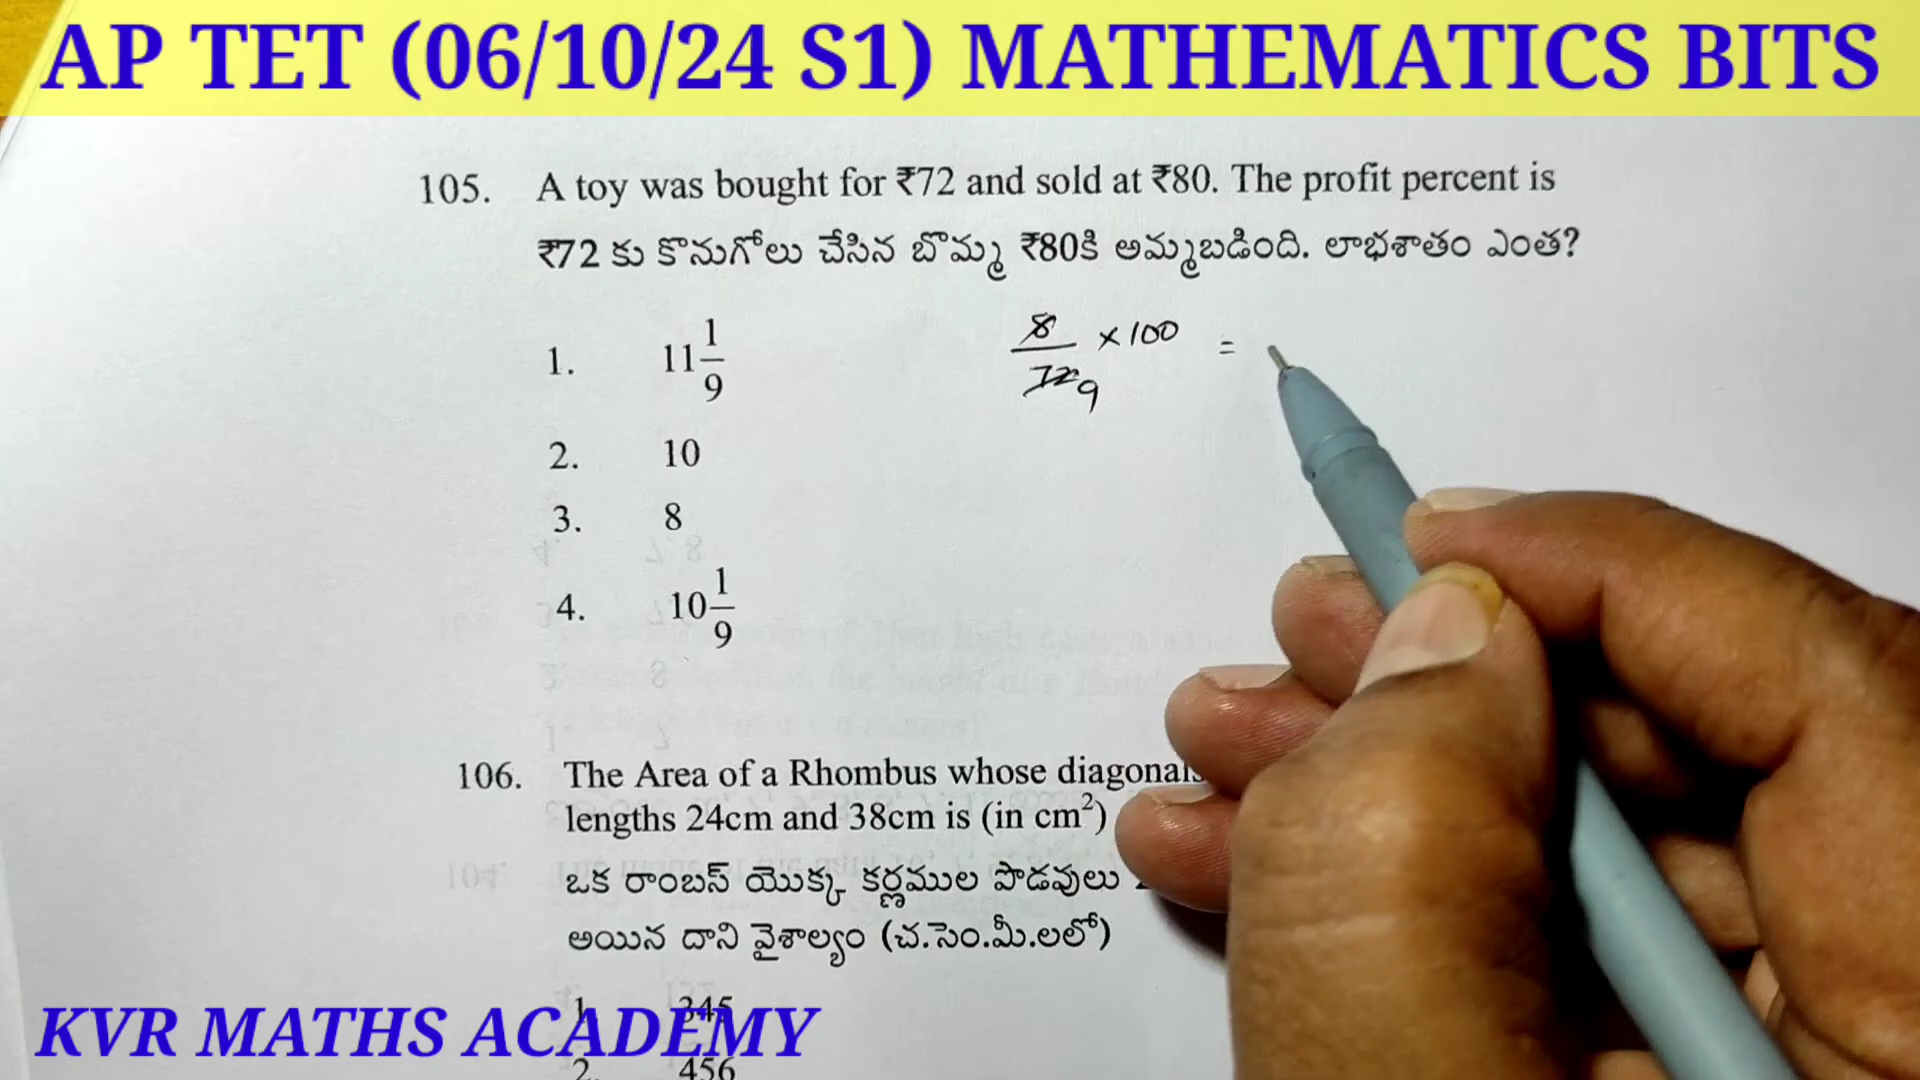 AP TET (06/10/24 S1) MATHEMATICS BITS
105. A toy was bought for ₹72 and sold at ₹80. The profit percent is
₹72 కు కొనుగోలు చేసిన బొమ్మ ₹80కి అమ్మబడింది. లాభశాతం ఎంత?
1. 11 1/9
8/72 9 ×100 =
2. 10
3. 8
4. 10 1/9
106. The Area of a Rhombus whose diagonals
lengths 24cm and 38cm is (in cm²)
ఒక రాంబస్ యొక్క కర్ణముల పొడవులు
అయిన దాని వైశాల్యం (చ.సెం.మీ.లలో)
1. 345
KVR MATHS ACADEMY
2. 456